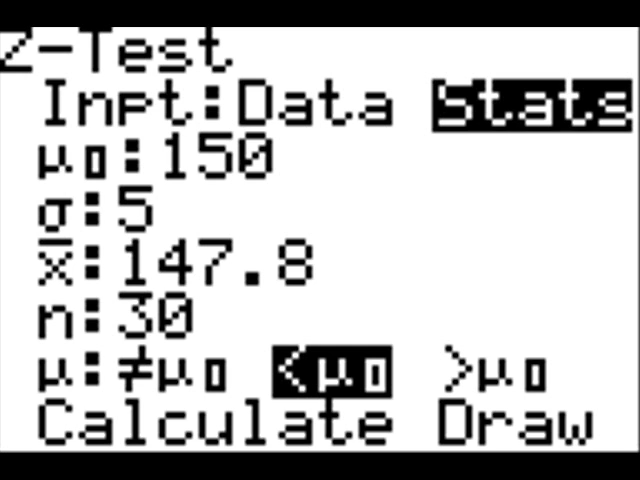 Z-Test
Inpt:Data Stats
μ₀:150
σ:5
x̄:147.8
n:30
μ:≠μ₀ <μ₀ >μ₀
Calculate Draw